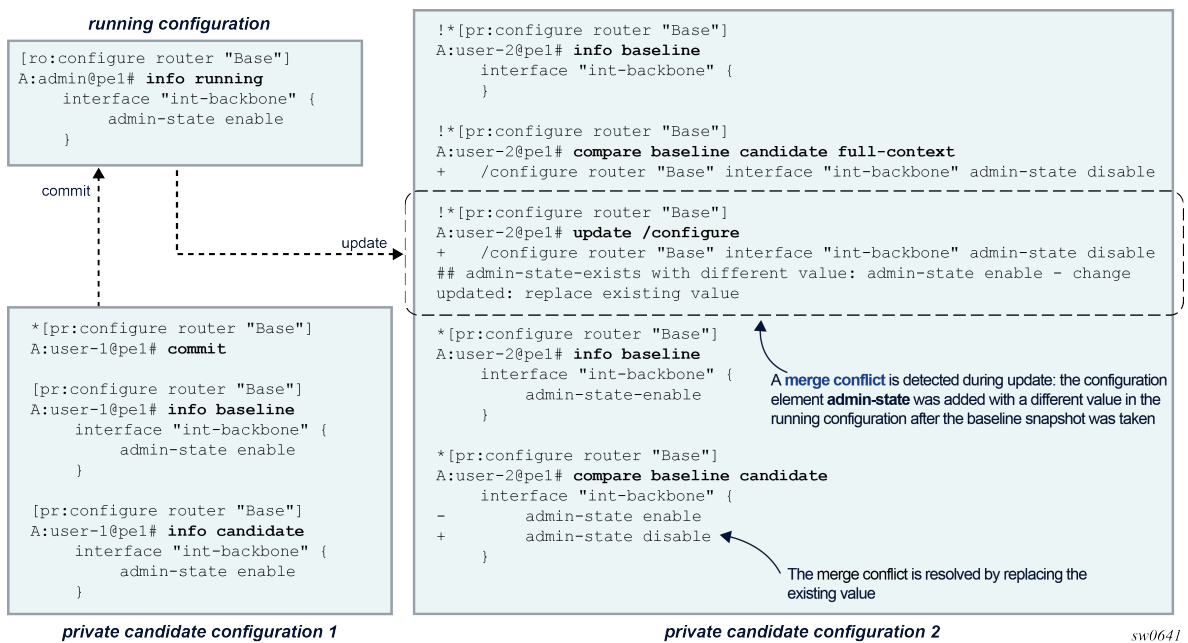 running configuration
[ro:configure router "Base"]
A:admin@pe1# info running
interface "int-backbone" {
admin-state enable
}
commit
update
*[pr:configure router "Base"]
A:user-1@pe1# commit
[pr:configure router "Base"]
A:user-1@pe1# info baseline
interface "int-backbone" {
admin-state enable
}
[pr:configure router "Base"]
A:user-1@pe1# info candidate
interface "int-backbone" {
admin-state enable
}
private candidate configuration 1
!*[pr:configure router "Base"]
A:user-2@pe1# info baseline
interface "int-backbone" {
}
!*[pr:configure router "Base"]
A:user-2@pe1# compare baseline candidate full-context
+ /configure router "Base" interface "int-backbone" admin-state disable
!*[pr:configure router "Base"]
A:user-2@pe1# update /configure
+ /configure router "Base" interface "int-backbone" admin-state disable
## admin-state-exists with different value: admin-state enable - change
updated: replace existing value
*[pr:configure router "Base"]
A:user-2@pe1# info baseline
interface "int-backbone" {
admin-state-enable
}
A merge conflict is detected during update: the configuration
element admin-state was added with a different value in the
running configuration after the baseline snapshot was taken
*[pr:configure router "Base"]
A:user-2@pe1# compare baseline candidate
interface "int-backbone" {
- admin-state enable
+ admin-state disable
}
The merge conflict is resolved by replacing the
existing value
private candidate configuration 2
sw0641